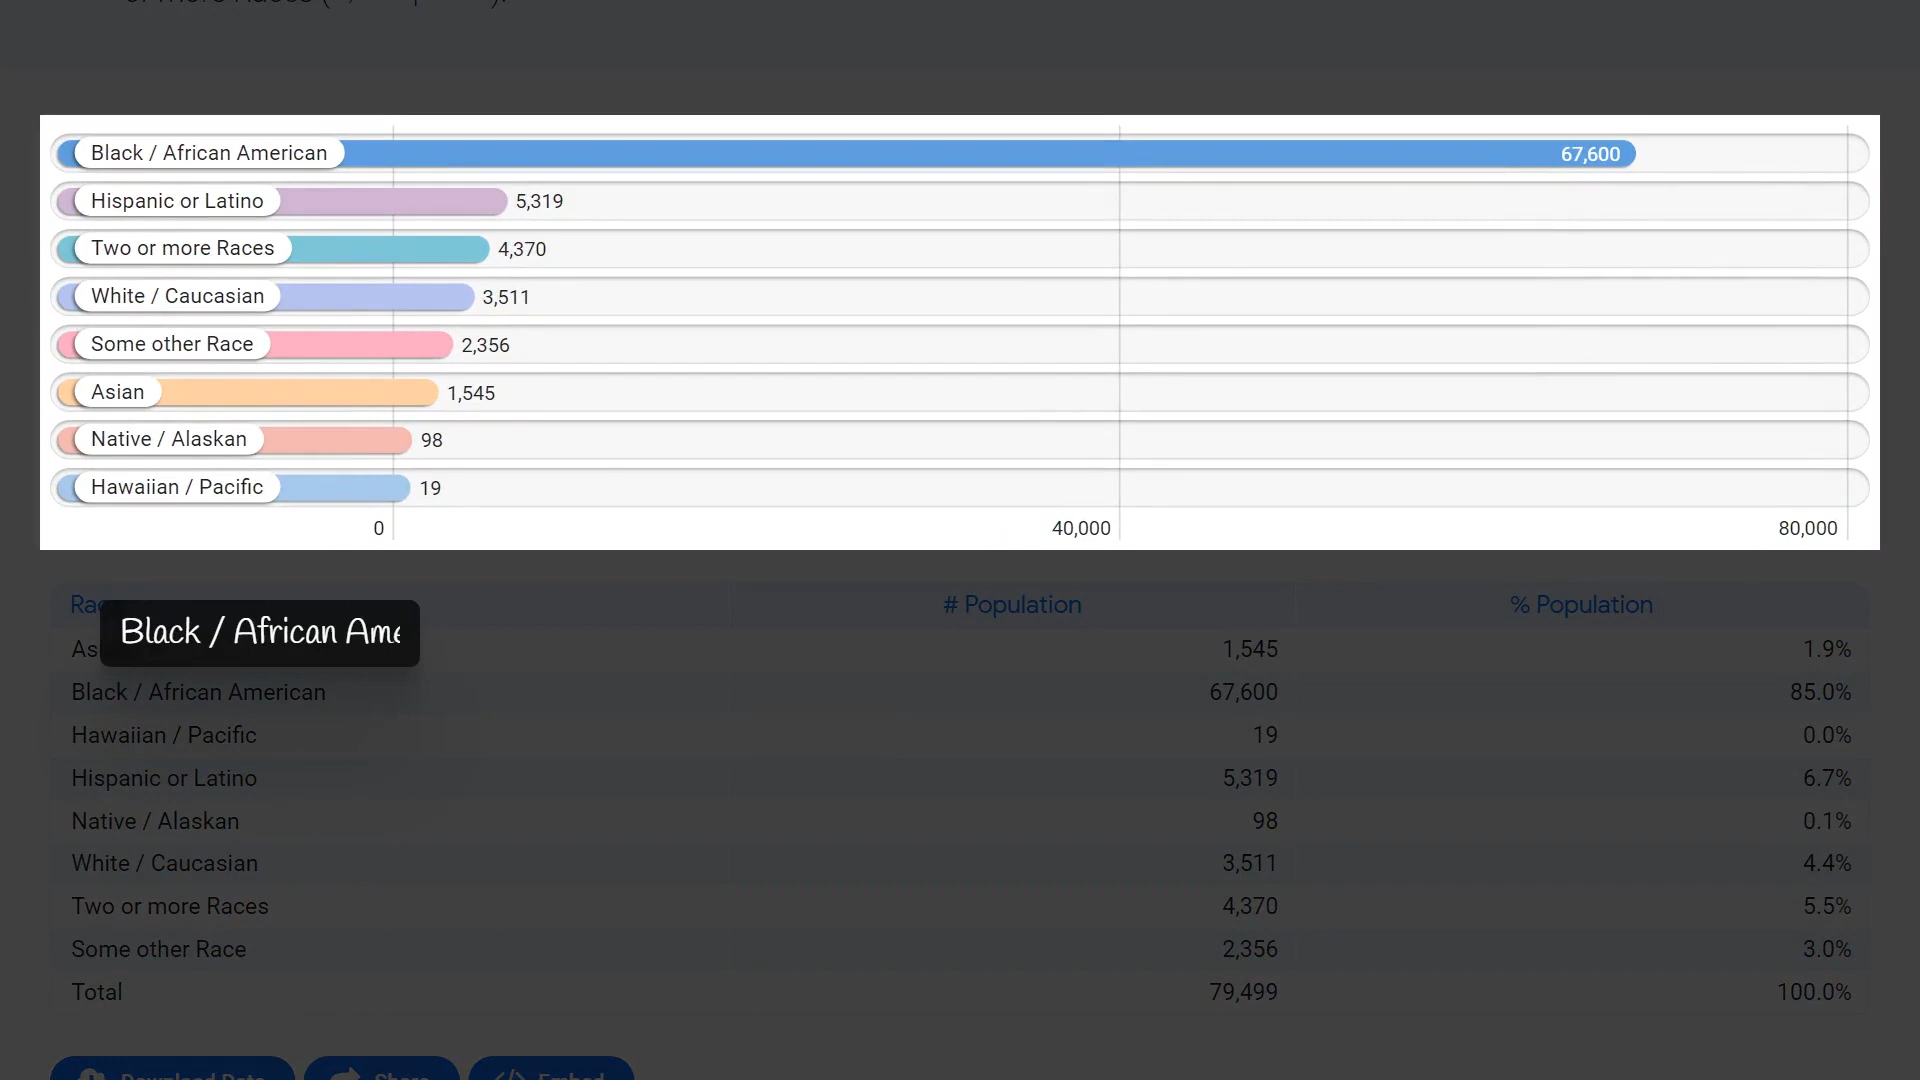 Black / African American 67,600
Hispanic or Latino 5,319
Two or more Races 4,370
White / Caucasian 3,511
Some other Race 2,356
Asian 1,545
Native / Alaskan 98
Hawaiian / Pacific 19
0 40,000 80,000
# Population % Population
Black / African Ame
1,545 1.9%
Black / African American 67,600 85.0%
Hawaiian / Pacific 19 0.0%
Hispanic or Latino 5,319 6.7%
Native / Alaskan 98 0.1%
White / Caucasian 3,511 4.4%
Two or more Races 4,370 5.5%
Some other Race 2,356 3.0%
Total 79,499 100.0%
Download Data Share Embed